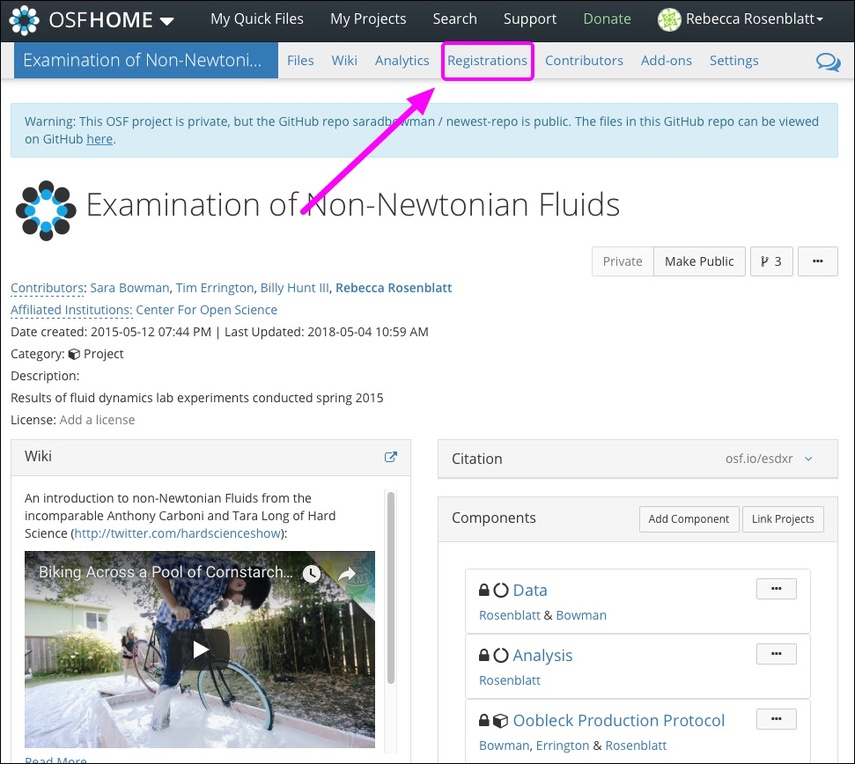 OSFHOME
My Quick Files
My Projects
Search
Support
Donate
Rebecca Rosenblatt
Examination of Non-Newtoni...
Files
Wiki
Analytics
Registrations
Contributors
Add-ons
Settings
Warning: This OSF project is private, but the GitHub repo saradbowman / newest-repo is public. The files in this GitHub repo can be viewed
on GitHub here.
Examination of Non-Newtonian Fluids
Private
Make Public
3
...
Contributors: Sara Bowman, Tim Errington, Billy Hunt III, Rebecca Rosenblatt
Affiliated Institutions: Center For Open Science
Date created: 2015-05-12 07:44 PM | Last Updated: 2018-05-04 10:59 AM
Category: Project
Description:
Results of fluid dynamics lab experiments conducted spring 2015
License: Add a license
Wiki
An introduction to non-Newtonian Fluids from the
incomparable Anthony Carboni and Tara Long of Hard
Science (http://twitter.com/hardscienceshow):
Biking Across a Pool of Cornstarch...
Read More
Citation
osf.io/esdxr
Components
Add Component
Link Projects
Data
...
Rosenblatt & Bowman
Analysis
...
Rosenblatt
Oobleck Production Protocol
...
Bowman, Errington & Rosenblatt